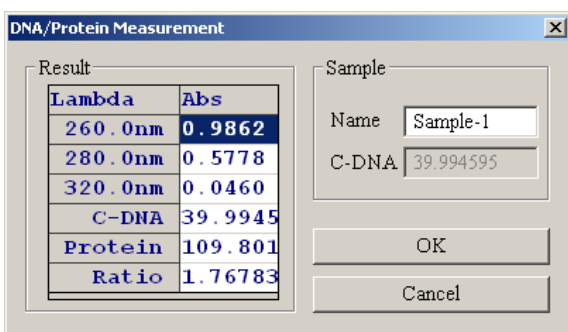 DNA/Protein Measurement
Result
Lambda Abs
260.0nm 0.9862
280.0nm 0.5778
320.0nm 0.0460
C-DNA 39.9945
Protein 109.801
Ratio 1.76783
Sample
Name Sample-1
C-DNA 39.994595
OK
Cancel